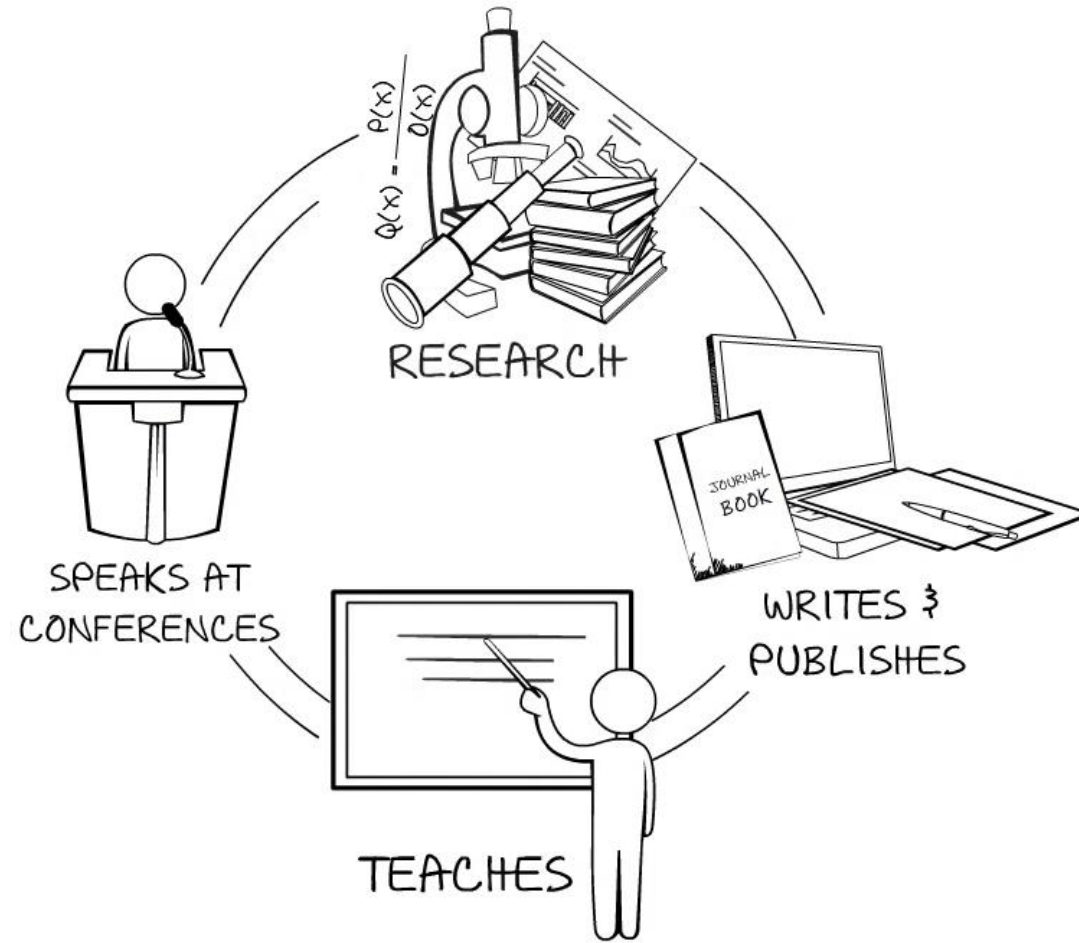 Q(x) = P(x)
D(x)
RESEARCH
JOURNAL
BOOK
SPEAKS AT
CONFERENCES
WRITES &
PUBLISHES
TEACHES